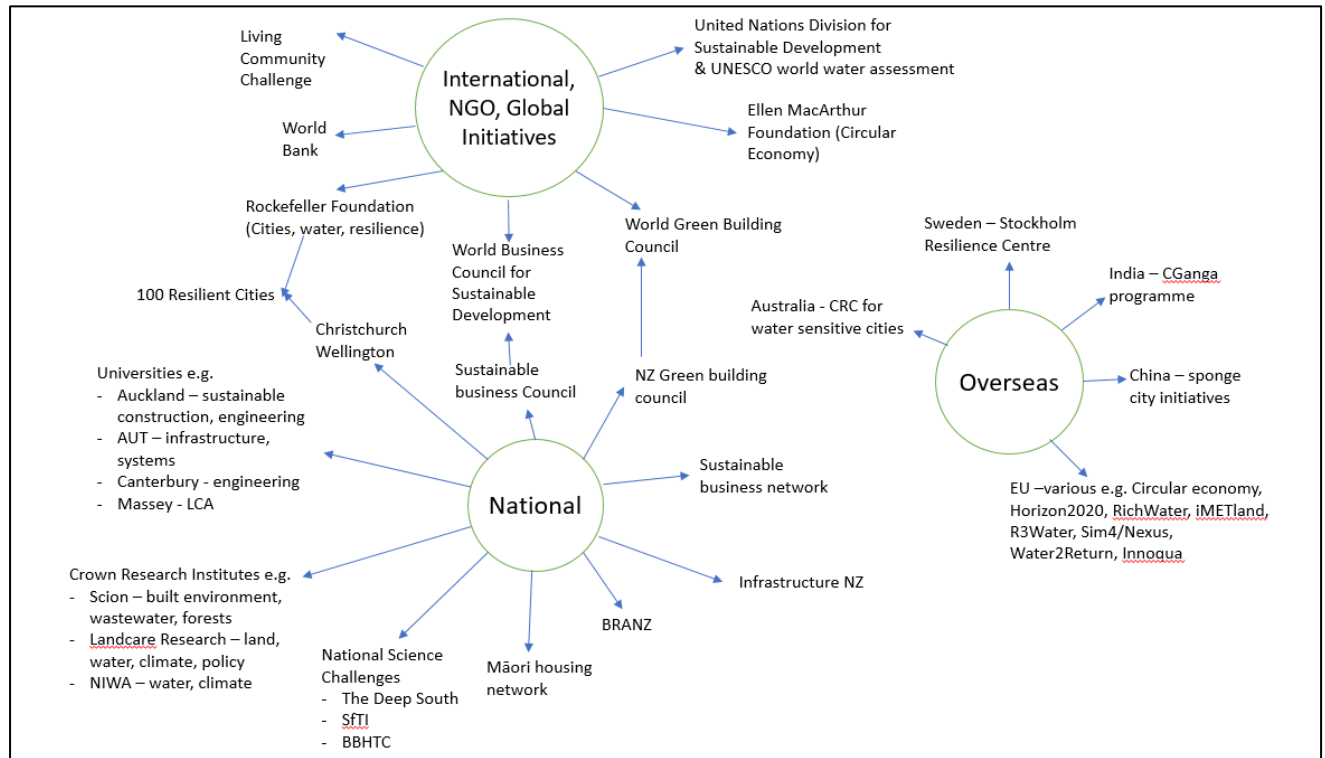 Living
Community
Challenge
International,
NGO, Global
Initiatives
United Nations Division for
Sustainable Development
& UNESCO world water assessment
World
Bank
Ellen MacArthur
Foundation (Circular
Economy)
Rockefeller Foundation
(Cities, water, resilience)
World Business
Council for
Sustainable
Development
World Green Building
Council
100 Resilient Cities
Christchurch
Wellington
Sustainable
business Council
NZ Green building
council
Sweden – Stockholm
Resilience Centre
India – CGanga
programme
Australia - CRC for
water sensitive cities
Overseas
China – sponge
city initiatives
EU –various e.g. Circular economy,
Horizon2020, RichWater, iMETland,
R3Water, Sim4/Nexus,
Water2Return, Innoqua
Universities e.g.
- Auckland – sustainable
construction, engineering
- AUT – infrastructure,
systems
- Canterbury - engineering
- Massey - LCA
National
Sustainable
business network
Infrastructure NZ
BRANZ
Māori housing
network
Crown Research Institutes e.g.
- Scion – built environment,
wastewater, forests
- Landcare Research – land,
water, climate, policy
- NIWA – water, climate
National Science
Challenges
- The Deep South
- SfTI
- BBHTC